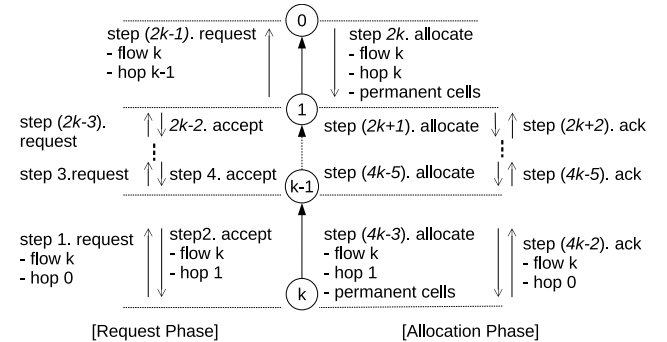 0
step (2k-1). request
- flow k
- hop k-1
step 2k. allocate
- flow k
- hop k
- permanent cells
1
step (2k-3).
request
2k-2. accept
step (2k+1). allocate
step (2k+2). ack
step 3.request
step 4. accept
k-1
step (4k-5). allocate
step (4k-5). ack
step 1. request
- flow k
- hop 0
step2. accept
- flow k
- hop 1
step (4k-3). allocate
- flow k
- hop 1
- permanent cells
step (4k-2). ack
- flow k
- hop 0
k
[Request Phase]
[Allocation Phase]